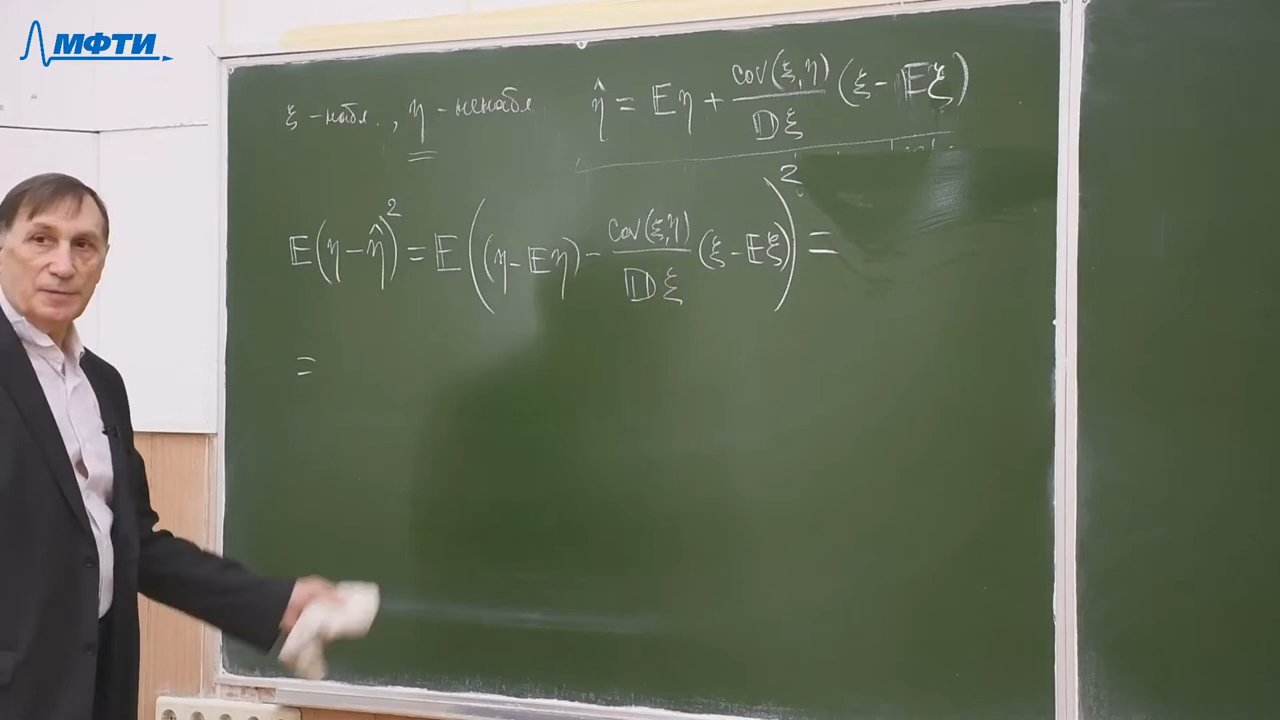 МФТИ
ξ – набл., η – ненабл η̂ = Eη + cov(ξ,η)/Dξ (ξ – Eξ)
E(η – η̂)² = E((η – Eη) – cov(ξ,η)/Dξ (ξ – Eξ))² =
=